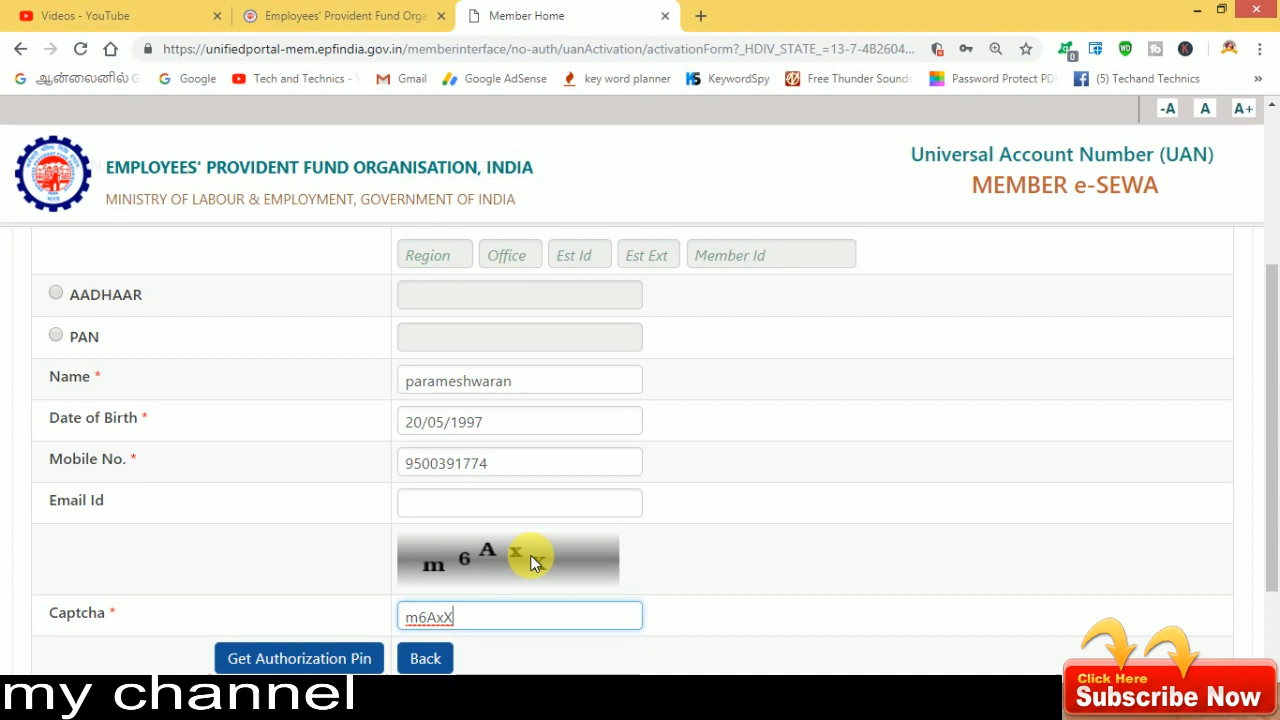 Videos - YouTube
Employees' Provident Fund Orga
Member Home
https://unifiedportal-mem.epfindia.gov.in/memberinterface/no-auth/uanActivation/activationForm?_HDIV_STATE_=13-7-4B2604...
0
ஆன்லைனில் G
Google
Tech and Technics -
Gmail
Google AdSense
key word planner
KeywordSpy
Free Thunder Sounds
Password Protect PD
(5) Techand Technics
»
-A
A
A+
EMPLOYEES' PROVIDENT FUND ORGANISATION, INDIA
MINISTRY OF LABOUR & EMPLOYMENT, GOVERNMENT OF INDIA
Universal Account Number (UAN)
MEMBER e-SEWA
Region
Office
Est Id
Est Ext
Member Id
AADHAAR
PAN
Name *
parameshwaran
Date of Birth *
20/05/1997
Mobile No. *
9500391774
Email Id
m 6 A x x
Captcha *
m6AxX
Get Authorization Pin
Back
my channel
Click Here
Subscribe Now